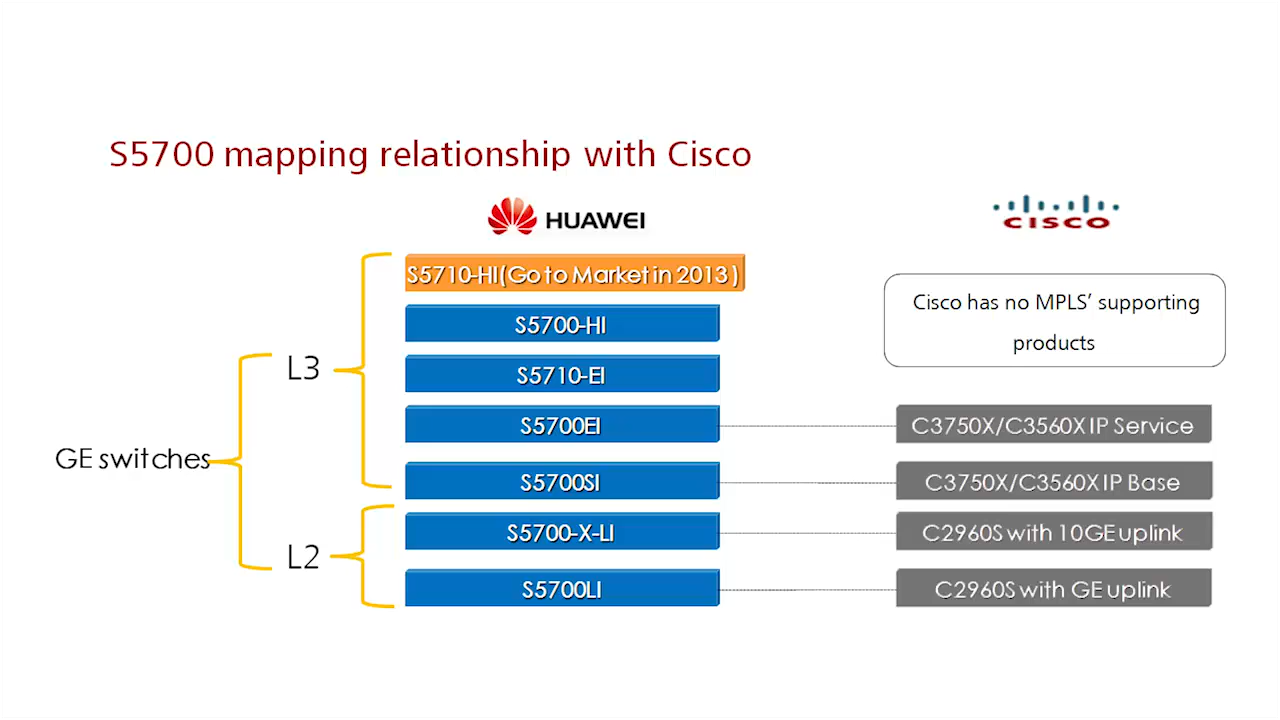 S5700 mapping relationship with Cisco
HUAWEI
CISCO
S5710-HI(Go to Market in 2013)
Cisco has no MPLS’ supporting
products
S5700-HI
L3
S5710-EI
S5700EI
C3750X/C3560X IP Service
GE switches
S5700SI
C3750X/C3560X IP Base
S5700-X-LI
C2960S with 10GE uplink
L2
S5700LI
C2960S with GE uplink